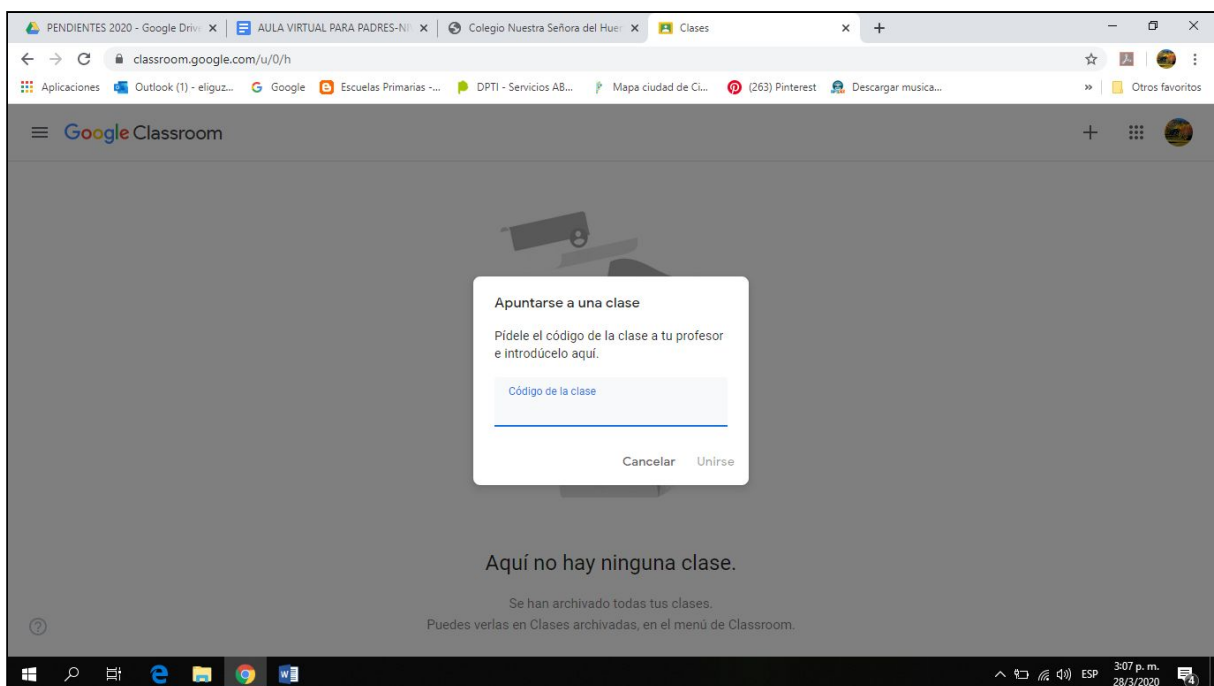 PENDIENTES 2020 - Google Driv
AULA VIRTUAL PARA PADRES-NI
Colegio Nuestra Señora del Huer
Clases
classroom.google.com/u/0/h
Aplicaciones
Outlook (1) - eliguz...
Google
Escuelas Primarias -...
DPTI - Servicios AB...
Mapa ciudad de Ci...
(263) Pinterest
Descargar musica...
»
Otros favoritos
Google Classroom
Apuntarse a una clase
Pídele el código de la clase a tu profesor
e introdúcelo aquí.
Código de la clase
Cancelar Unirse
Aquí no hay ninguna clase.
Se han archivado todas tus clases.
Puedes verlas en Clases archivadas, en el menú de Classroom.
ESP
3:07 p. m.
28/3/2020
4